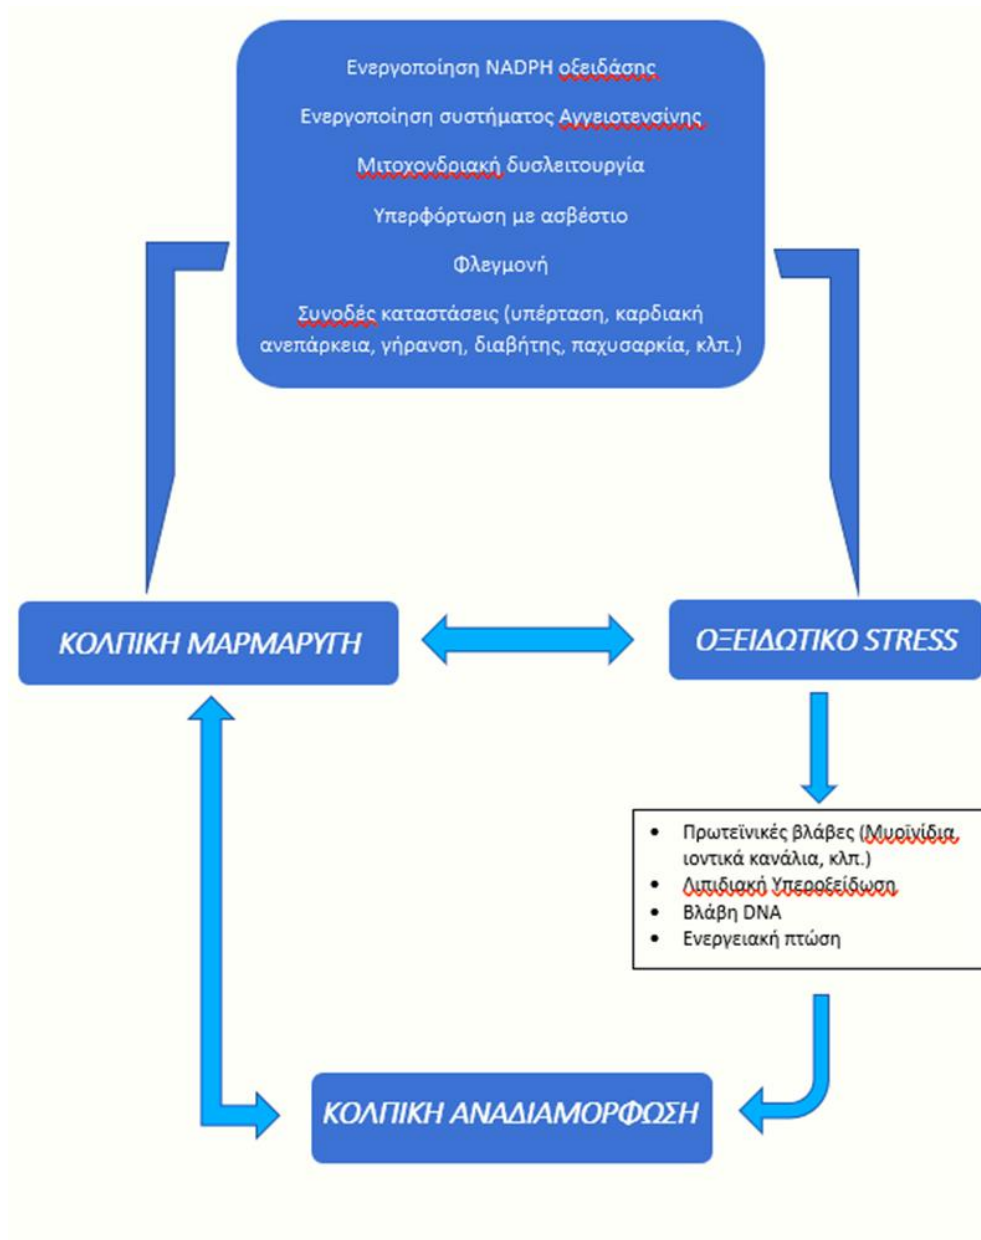 Ενεργοποίηση NADPH οξειδάσης
Ενεργοποίηση συστήματος Αγγειοτενσίνης
Μιτοχονδριακή δυσλειτουργία
Υπερφόρτωση με ασβέστιο
Φλεγμονή
Συνοδές καταστάσεις (υπέρταση, καρδιακή
ανεπάρκεια, γήρανση, διαβήτης, παχυσαρκία, κλπ.)
ΚΟΛΠΙΚΗ ΜΑΡΜΑΡΥΓΗ
ΟΞΕΙΔΩΤΙΚΟ STRESS
• Πρωτεϊνικές βλάβες (Μυοϊνίδια,
ιοντικά κανάλια, κλπ.)
• Λιπιδιακή Υπεροξείδωση
• Βλάβη DNA
• Ενεργειακή πτώση
ΚΟΛΠΙΚΗ ΑΝΑΔΙΑΜΟΡΦΩΣΗ